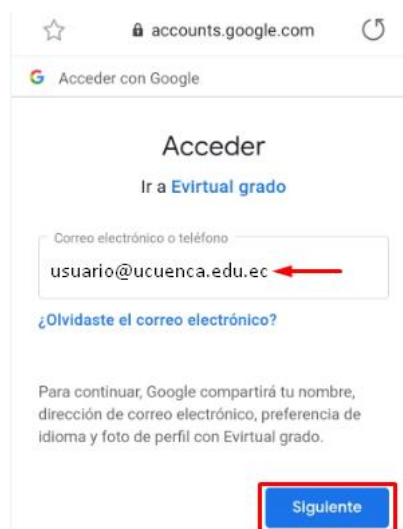 accounts.google.com
Acceder con Google
Acceder
Ir a Evirtual grado
Correo electrónico o teléfono
usuario@ucuenca.edu.ec
¿Olvidaste el correo electrónico?
Para continuar, Google compartirá tu nombre,
dirección de correo electrónico, preferencia de
idioma y foto de perfil con Evirtual grado.
Siguiente